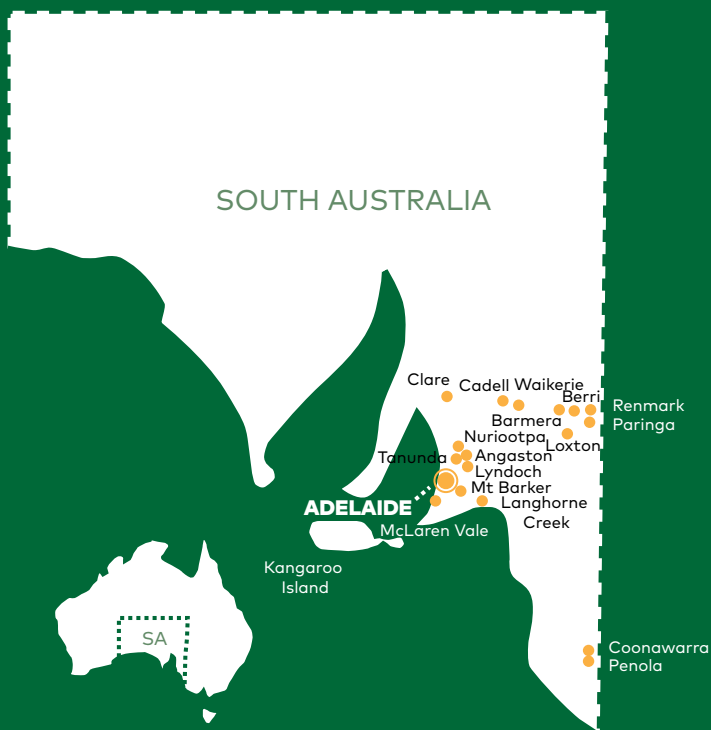 SOUTH AUSTRALIA
Clare
Cadell
Waikerie
Berri
Renmark
Paringa
Barmera
Loxton
Nuriootpa
Tanunda
Angaston
Lyndoch
Mt Barker
ADELAIDE
Langhorne
Creek
McLaren Vale
Kangaroo
Island
SA
Coonawarra
Penola